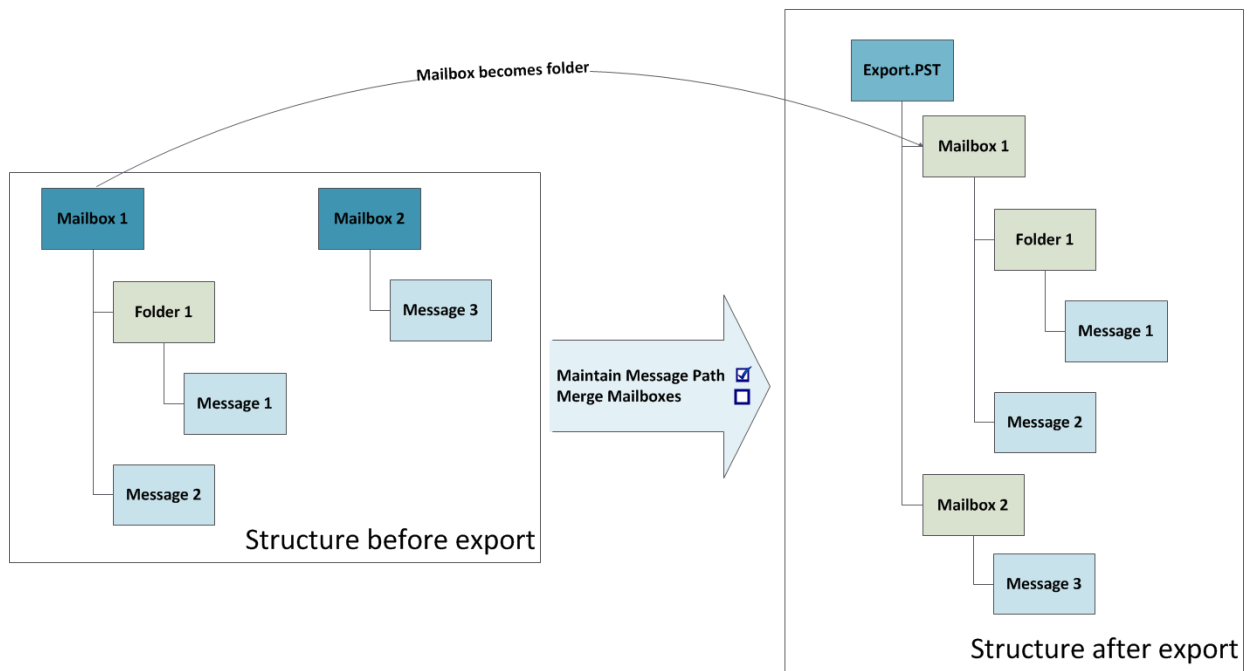 Mailbox becomes folder
Mailbox 1
Mailbox 2
Folder 1
Message 3
Message 1
Message 2
Structure before export
Maintain Message Path
Merge Mailboxes
Export.PST
Mailbox 1
Folder 1
Message 1
Message 2
Mailbox 2
Message 3
Structure after export